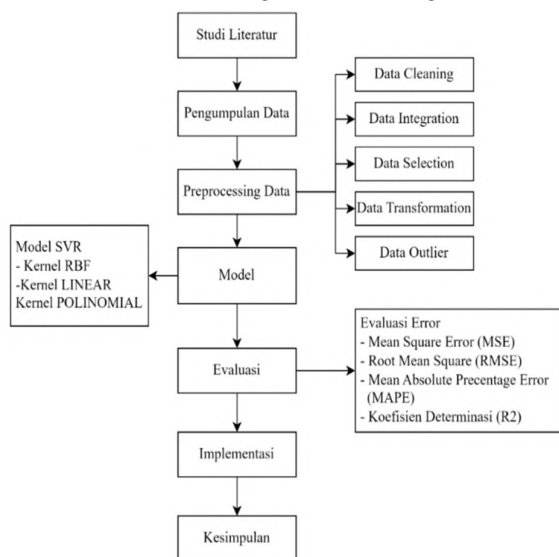 Studi Literatur
Pengumpulan Data
Preprocessing Data
Data Cleaning
Data Integration
Data Selection
Data Transformation
Data Outlier
Model
Model SVR
- Kernel RBF
-Kernel LINEAR
Kernel POLINOMIAL
Evaluasi
Evaluasi Error
- Mean Square Error (MSE)
- Root Mean Square (RMSE)
- Mean Absolute Precentage Error
(MAPE)
- Koefisien Determinasi (R2)
Implementasi
Kesimpulan